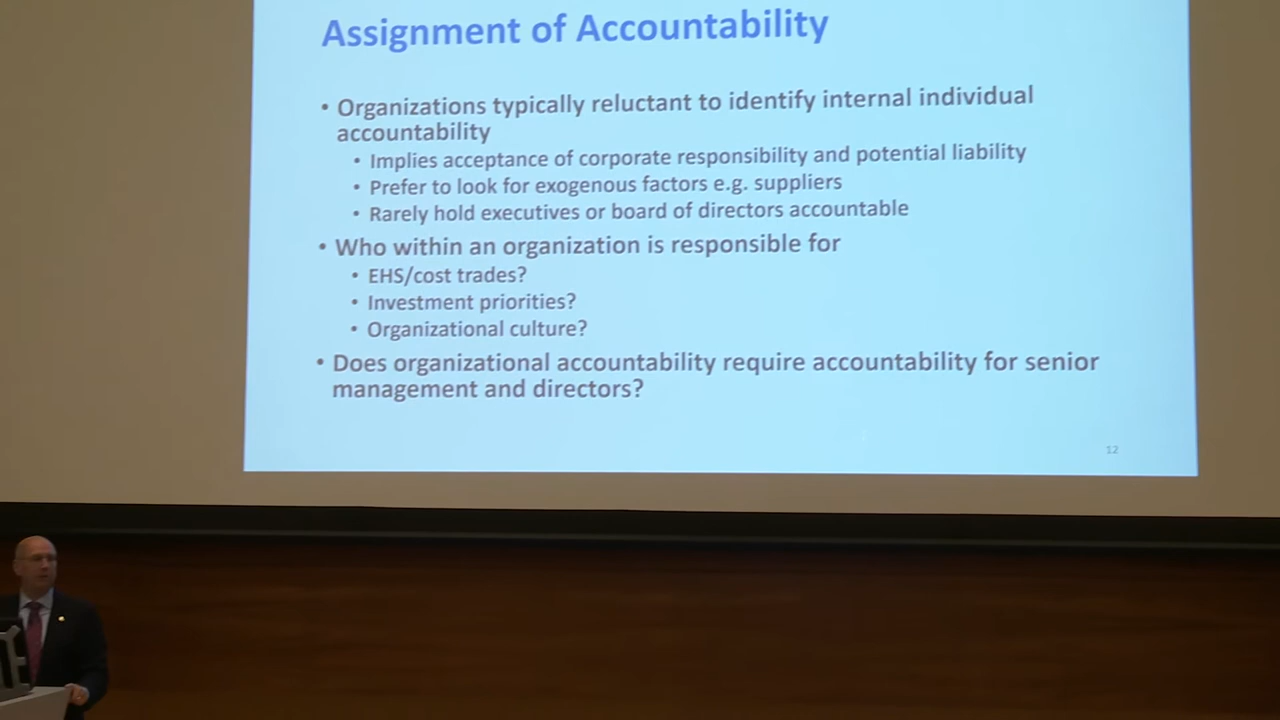 Assignment of Accountability
• Organizations typically reluctant to identify internal individual
accountability
• Implies acceptance of corporate responsibility and potential liability
• Prefer to look for exogenous factors e.g. suppliers
• Rarely hold executives or board of directors accountable
• Who within an organization is responsible for
• EHS/cost trades?
• Investment priorities?
• Organizational culture?
• Does organizational accountability require accountability for senior
management and directors?
12